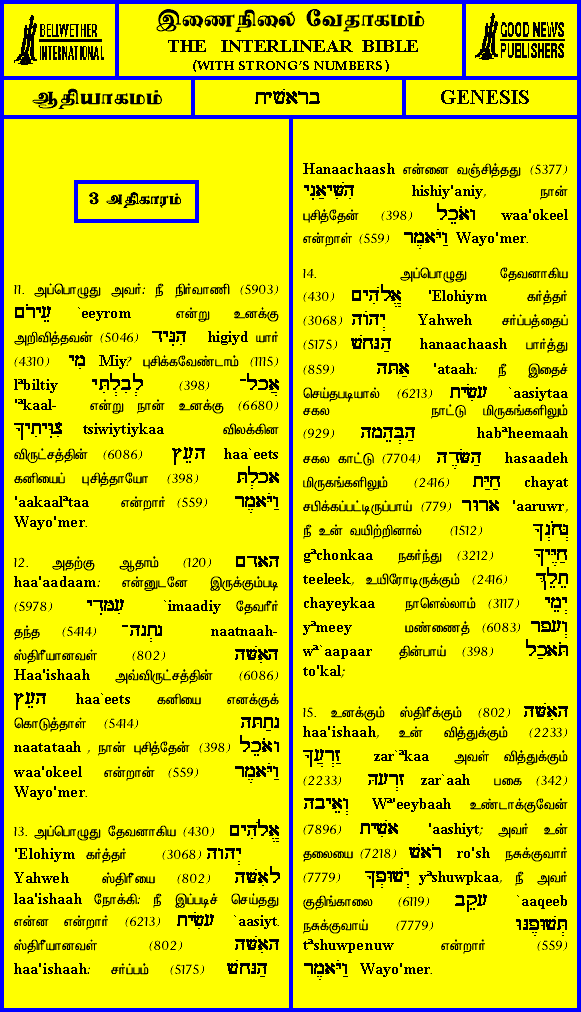 BELLWETHER
INTERNATIONAL
இணைநிலை வேதாகமம்
THE INTERLINEAR BIBLE
(WITH STRONG'S NUMBERS)
GOOD NEWS
PUBLISHERS
ஆதியாகமம்
בראשית
GENESIS
3 அதிகாரம்
11. அப்பொழுது அவர்: நீ நிர்வாணி (5903)
עֵירֹם `eeyrom என்று உனக்கு
அறிவித்தவன் (5046) הִגִּיד higiyd யார்
(4310) מִי Miy? புசிக்கவேண்டாம் (1115)
lªbiltiy לְבִלְתִּי (398) אֲכָל־
'ªkaal- என்று நான் உனக்கு (6680)
צִוִּיתִיךָ tsiwiytiykaa விலக்கின
விருட்சத்தின் (6086) הָעֵץ haa`eets
கனியைப் புசித்தாயோ (398) אָכָלְתָּ
'aakaalªtaa என்றார் (559) וַיֹּאמֶר
Wayo'mer.
12. அதற்கு ஆதாம் (120) הָאָדָם
haa'aadaam: என்னுடனே இருக்கும்படி
(5978) עִמָּדִי `imaadiy தேவரீர்
தந்த (5414) נָתְנָה־ naatnaah-
ஸ்திரீயானவள் (802) הָאִשָּׁה
Haa'ishaah அவ்விருட்சத்தின் (6086)
הָעֵץ haa`eets கனியை எனக்குக்
கொடுத்தாள் (5414) נָתַתָּה
naatataah , நான் புசித்தேன் (398) וָאֹכֵל
waa'okeel என்றான் (559) וַיֹּאמֶר
Wayo'mer.
13. அப்பொழுது தேவனாகிய (430) אֱלֹהִים
'Elohiym கர்த்தர் (3068) יְהוָה
Yahweh ஸ்திரீயை (802) לָאִשָּׁה
laa'ishaah நோக்கி: நீ இப்படிச் செய்தது
என்ன என்றார் (6213) עָשִׂית `aasiyt.
ஸ்திரீயானவள் (802) הָאִשָּׁה
haa'ishaah: சர்ப்பம் (5175) הַנָּחָשׁ
Hanaachaash என்னை வஞ்சித்தது (5377)
הִשִּׁיאַנִי hishiy'aniy, நான்
புசித்தேன் (398) וָאֹכֵל waa'okeel
என்றாள் (559) וַיֹּאמֶר Wayo'mer.
14. அப்பொழுது தேவனாகிய
(430) אֱלֹהִים 'Elohiym கர்த்தர்
(3068) יְהוָה Yahweh சர்ப்பத்தைப்
(5175) הַנָּחָשׁ hanaachaash பார்த்து
(859) אַתָּה 'ataah: நீ இதைச்
செய்தபடியால் (6213) עָשִׂיתָ `aasiytaa
சகல நாட்டு மிருகங்களிலும்
(929) הַבְּהֵמָה habªheemaah
சகல காட்டு (7704) הַשָּׂדֶה hasaadeh
மிருகங்களிலும் (2416) חַיַּת chayat
சபிக்கப்பட்டிருப்பாய் (779) אָרוּר 'aaruwr,
நீ உன் வயிற்றினால் (1512) גְּחֹנְךָ
gªchonkaa நகர்ந்து (3212) חַיֶּיךָ
teeleek, உயிரோடிருக்கும் (2416) תֵלֵךְ
chayeykaa நாளெல்லாம் (3117) יְמֵי
yªmeey மண்ணைத் (6083) וְעָפָר
wª`aapaar தின்பாய் (398) תֹּאכַל
to'kal;
15. உனக்கும் ஸ்திரீக்கும் (802) הָאִשָּׁה
haa'ishaah, உன் வித்துக்கும் (2233)
זַרְעֲךָ zar`ªkaa அவள் வித்துக்கும்
(2233) זַרְעָהּ zar`aah பகை (342)
וְאֵיבָה Wª'eeybaah உண்டாக்குவேன்
(7896) אָשִׁית 'aashiyt; அவர் உன்
தலையை (7218) רֹאשׁ ro'sh நசுக்குவார்
(7779) יְשׁוּפְךָ yªshuwpkaa, நீ அவர்
குதிங்காலை (6119) עָקֵב `aaqeeb
நசுக்குவாய் (7779) תְּשׁוּפֶנּוּ
tªshuwpenuw என்றார் (559)
וַיֹּאמֶר Wayo'mer.